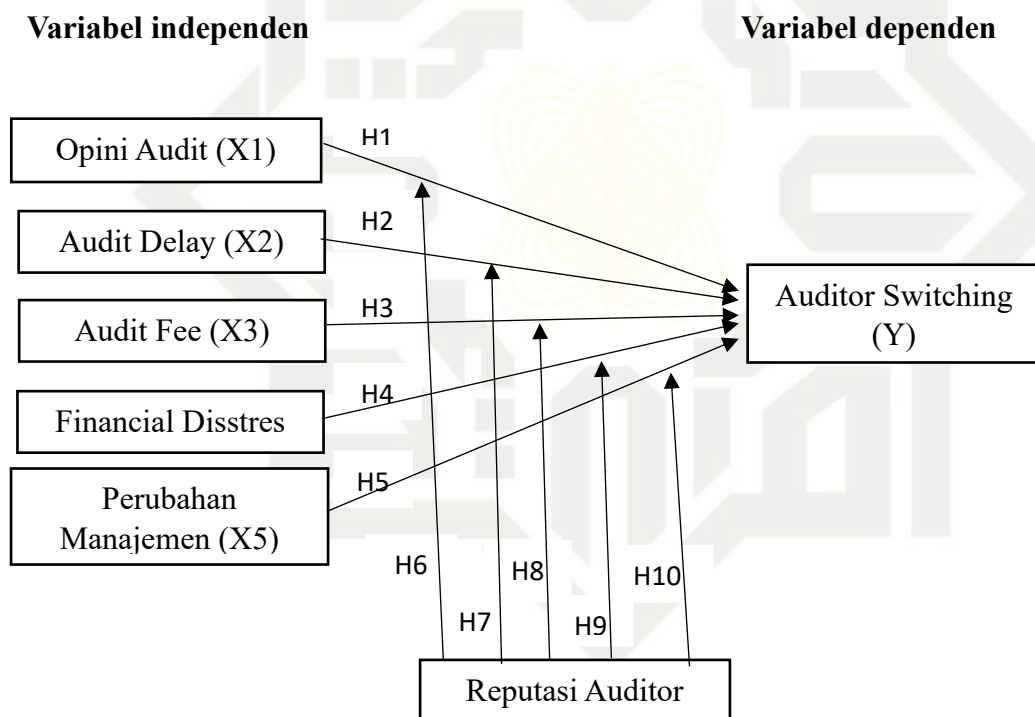 Variabel independen
Variabel dependen
Opini Audit (X1)
H1
Audit Delay (X2)
H2
Audit Fee (X3)
H3
Financial Disstres
H4
Perubahan
Manajemen (X5)
H5
Auditor Switching
(Y)
H6
H7
H8
H9
H10
Reputasi Auditor